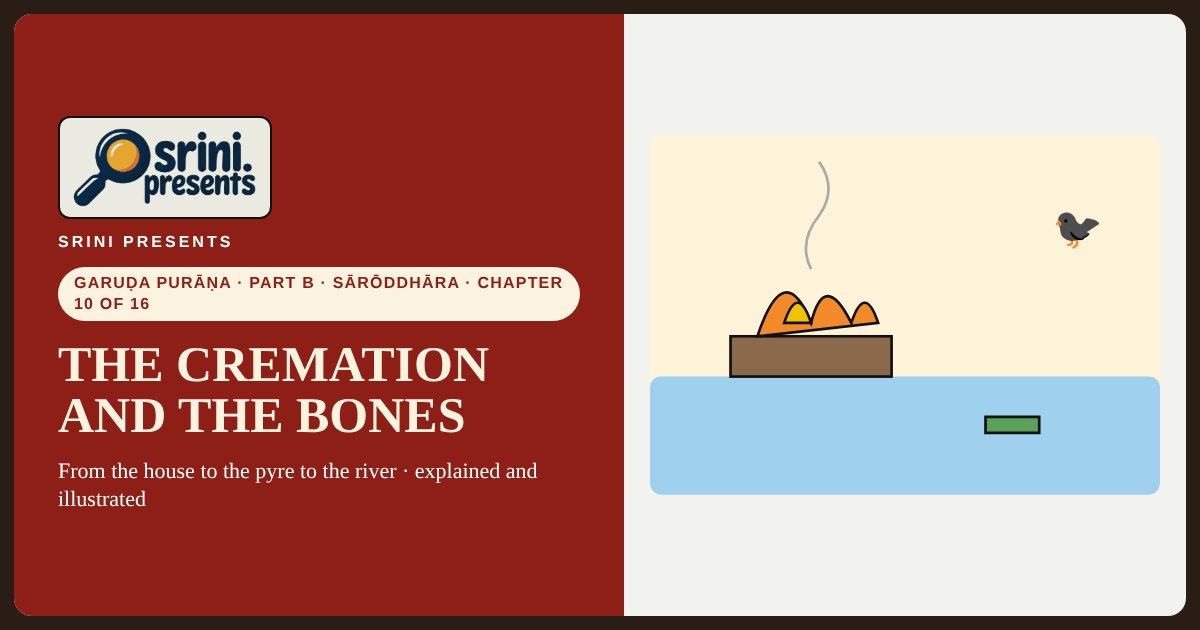 srini.
presents
SRINI PRESENTS
GARUḌA PURĀṆA · PART B · SĀRŌDDHĀRA · CHAPTER
10 OF 16
THE CREMATION
AND THE BONES
From the house to the pyre to the river · explained and
illustrated